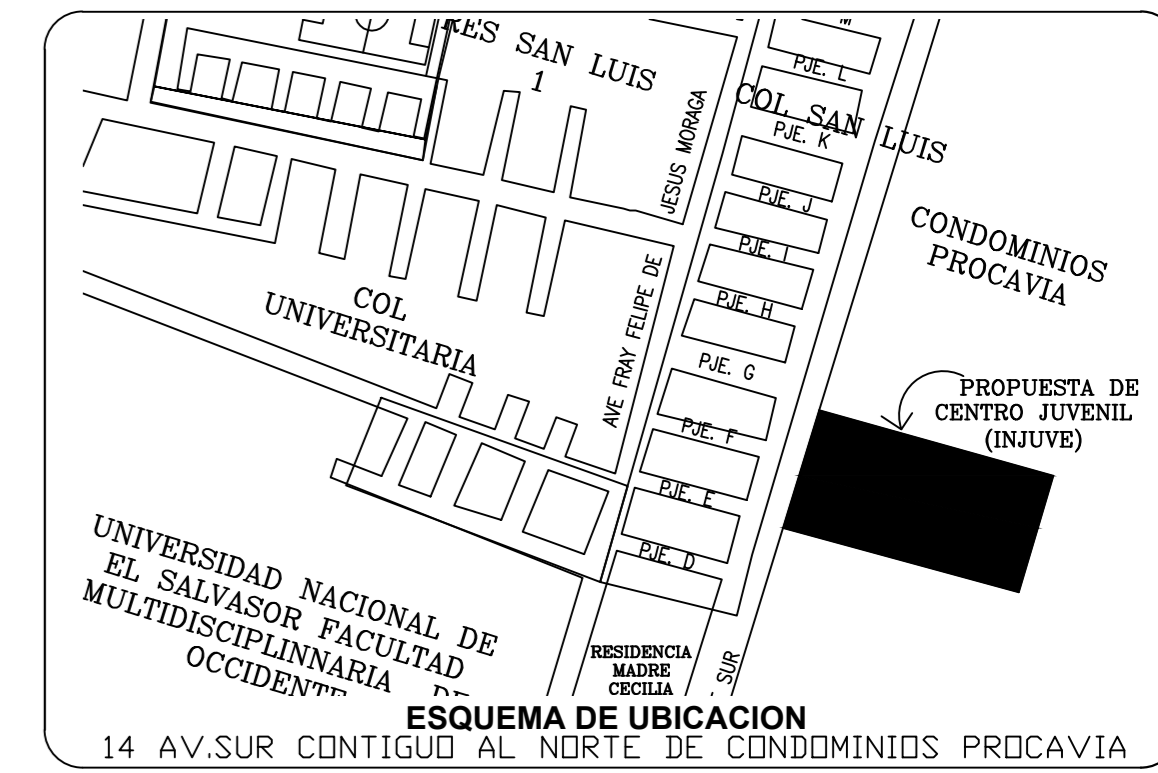 RES SAN LUIS
1
JESUS MORAGA
AVE FRAY FELIPE DE
M
PJE. L
COL SAN LUIS
PJE. K
PJE. J
PJE. I
PJE. H
PJE. G
PJE. F
PJE. E
PJE. D
CONDOMINIOS
PROCAVIA
COL
UNIVERSITARIA
PROPUESTA DE
CENTRO JUVENIL
(INJUVE)
UNIVERSIDAD NACIONAL DE
EL SALVASOR FACULTAD
MULTIDISCIPLINNARIA DE
OCCIDENTE
RESIDENCIA
MADRE
CECILIA
SUR
ESQUEMA DE UBICACION
14 AV.SUR CONTIGUO AL NORTE DE CONDOMINIOS PROCAVIA